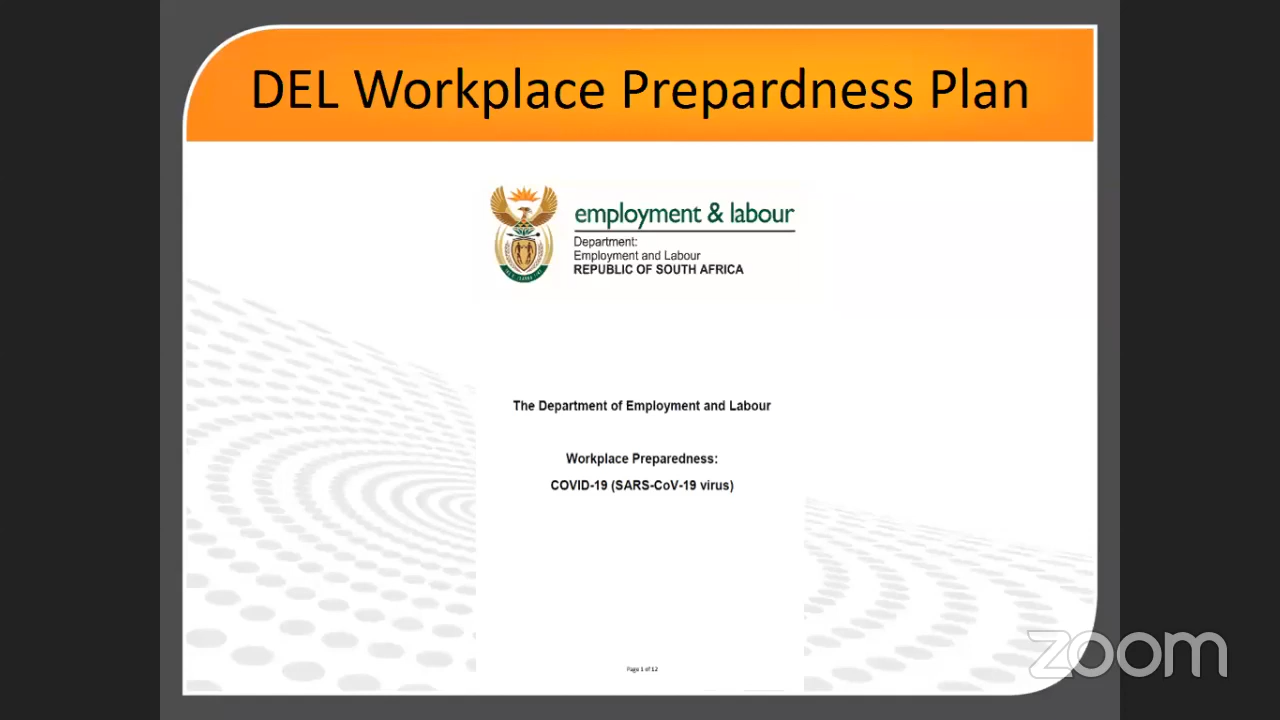 DEL Workplace Prepardness Plan
employment & labour
Department:
Employment and Labour
REPUBLIC OF SOUTH AFRICA
The Department of Employment and Labour
Workplace Preparedness:
COVID-19 (SARS-CoV-19 virus)
Page 1 of 12
zoom